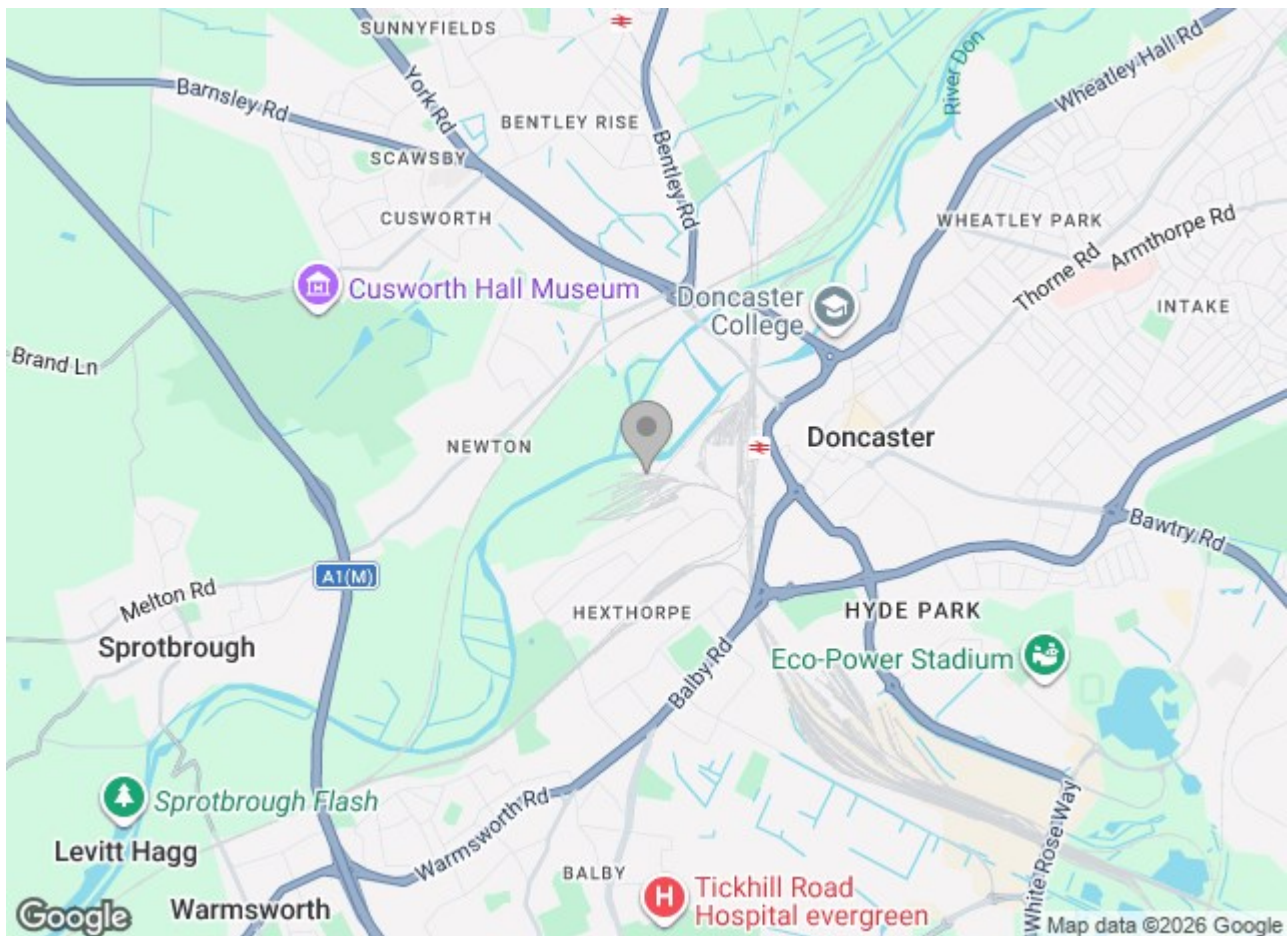 SUNNYFIELDS
River Don
Wheatley Hall Rd
Barnsley Rd
York Rd
BENTLEY RISE
SCAWSBY
Bentley Rd
CUSWORTH
WHEATLEY PARK
Armthorpe Rd
Thorne Rd
Cusworth Hall Museum
Doncaster
College
INTAKE
Brand Ln
NEWTON
Doncaster
Bawtry Rd
A1(M)
Melton Rd
HEXTHORPE
HYDE PARK
Sprotbrough
Eco-Power Stadium
Balby Rd
Sprotbrough Flash
Levitt Hagg
Warmsworth Rd
White Rose Way
BALBY
Tickhill Road
Hospital evergreen
H
Warmsworth
Google
Map data ©2026 Google